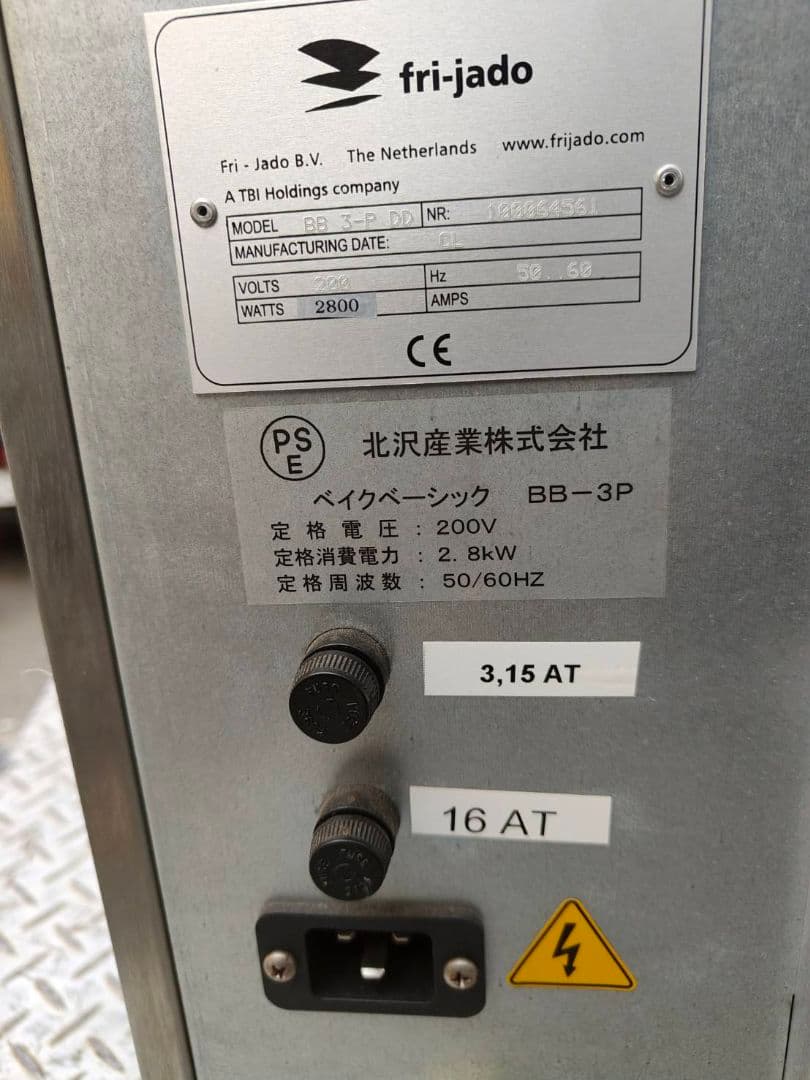 fri-jado
Fri - Jado B.V. The Netherlands www.frijado.com
A TBI Holdings company
MODEL BB 3-P DD NR: 100064561
MANUFACTURING DATE: CL
VOLTS 200 Hz 50..60
WATTS 2800 AMPS
CE
PSE 北沢産業株式会社
ベイクベーシック BB-3P
定格電圧 : 200V
定格消費電力 : 2.8kW
定格周波数 : 50/60HZ
3,15 AT
16 AT